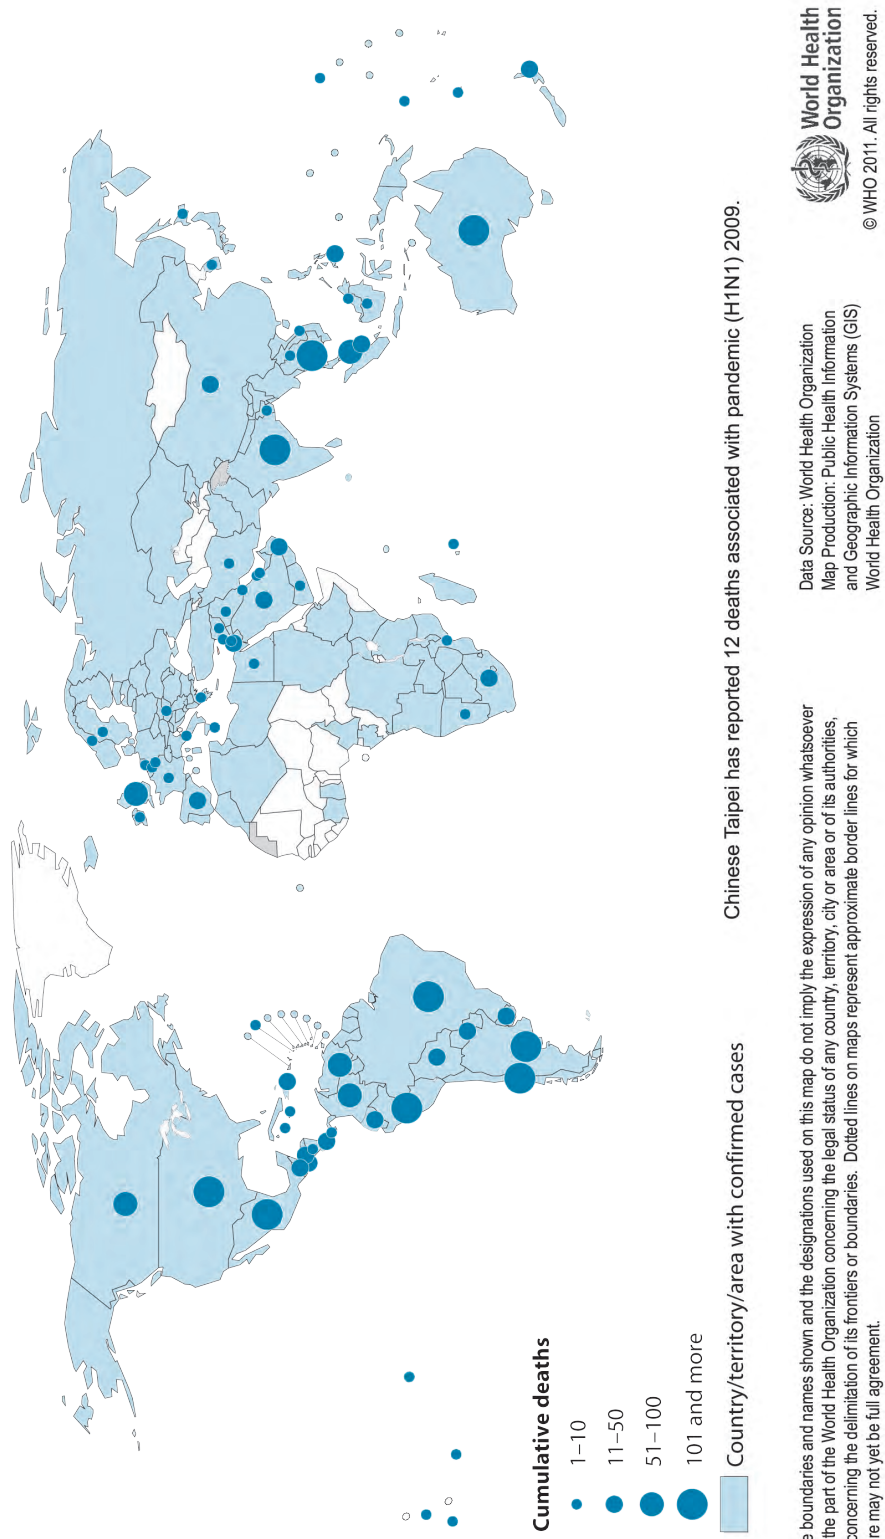 Cumulative deaths
1–10
11–50
51–100
101 and more
Country/territory/area with confirmed cases
Chinese Taipei has reported 12 deaths associated with pandemic (H1N1) 2009.
e boundaries and names shown and the designations used on this map do not imply the expression of any opinion whatsoever
the part of the World Health Organization concerning the legal status of any country, territory, city or area or of its authorities,
concerning the delimitation of its frontiers or boundaries. Dotted lines on maps represent approximate border lines for which
re may not yet be full agreement.
Data Source: World Health Organization
Map Production: Public Health Information
and Geographic Information Systems (GIS)
World Health Organization
World Health
Organization
© WHO 2011. All rights reserved.